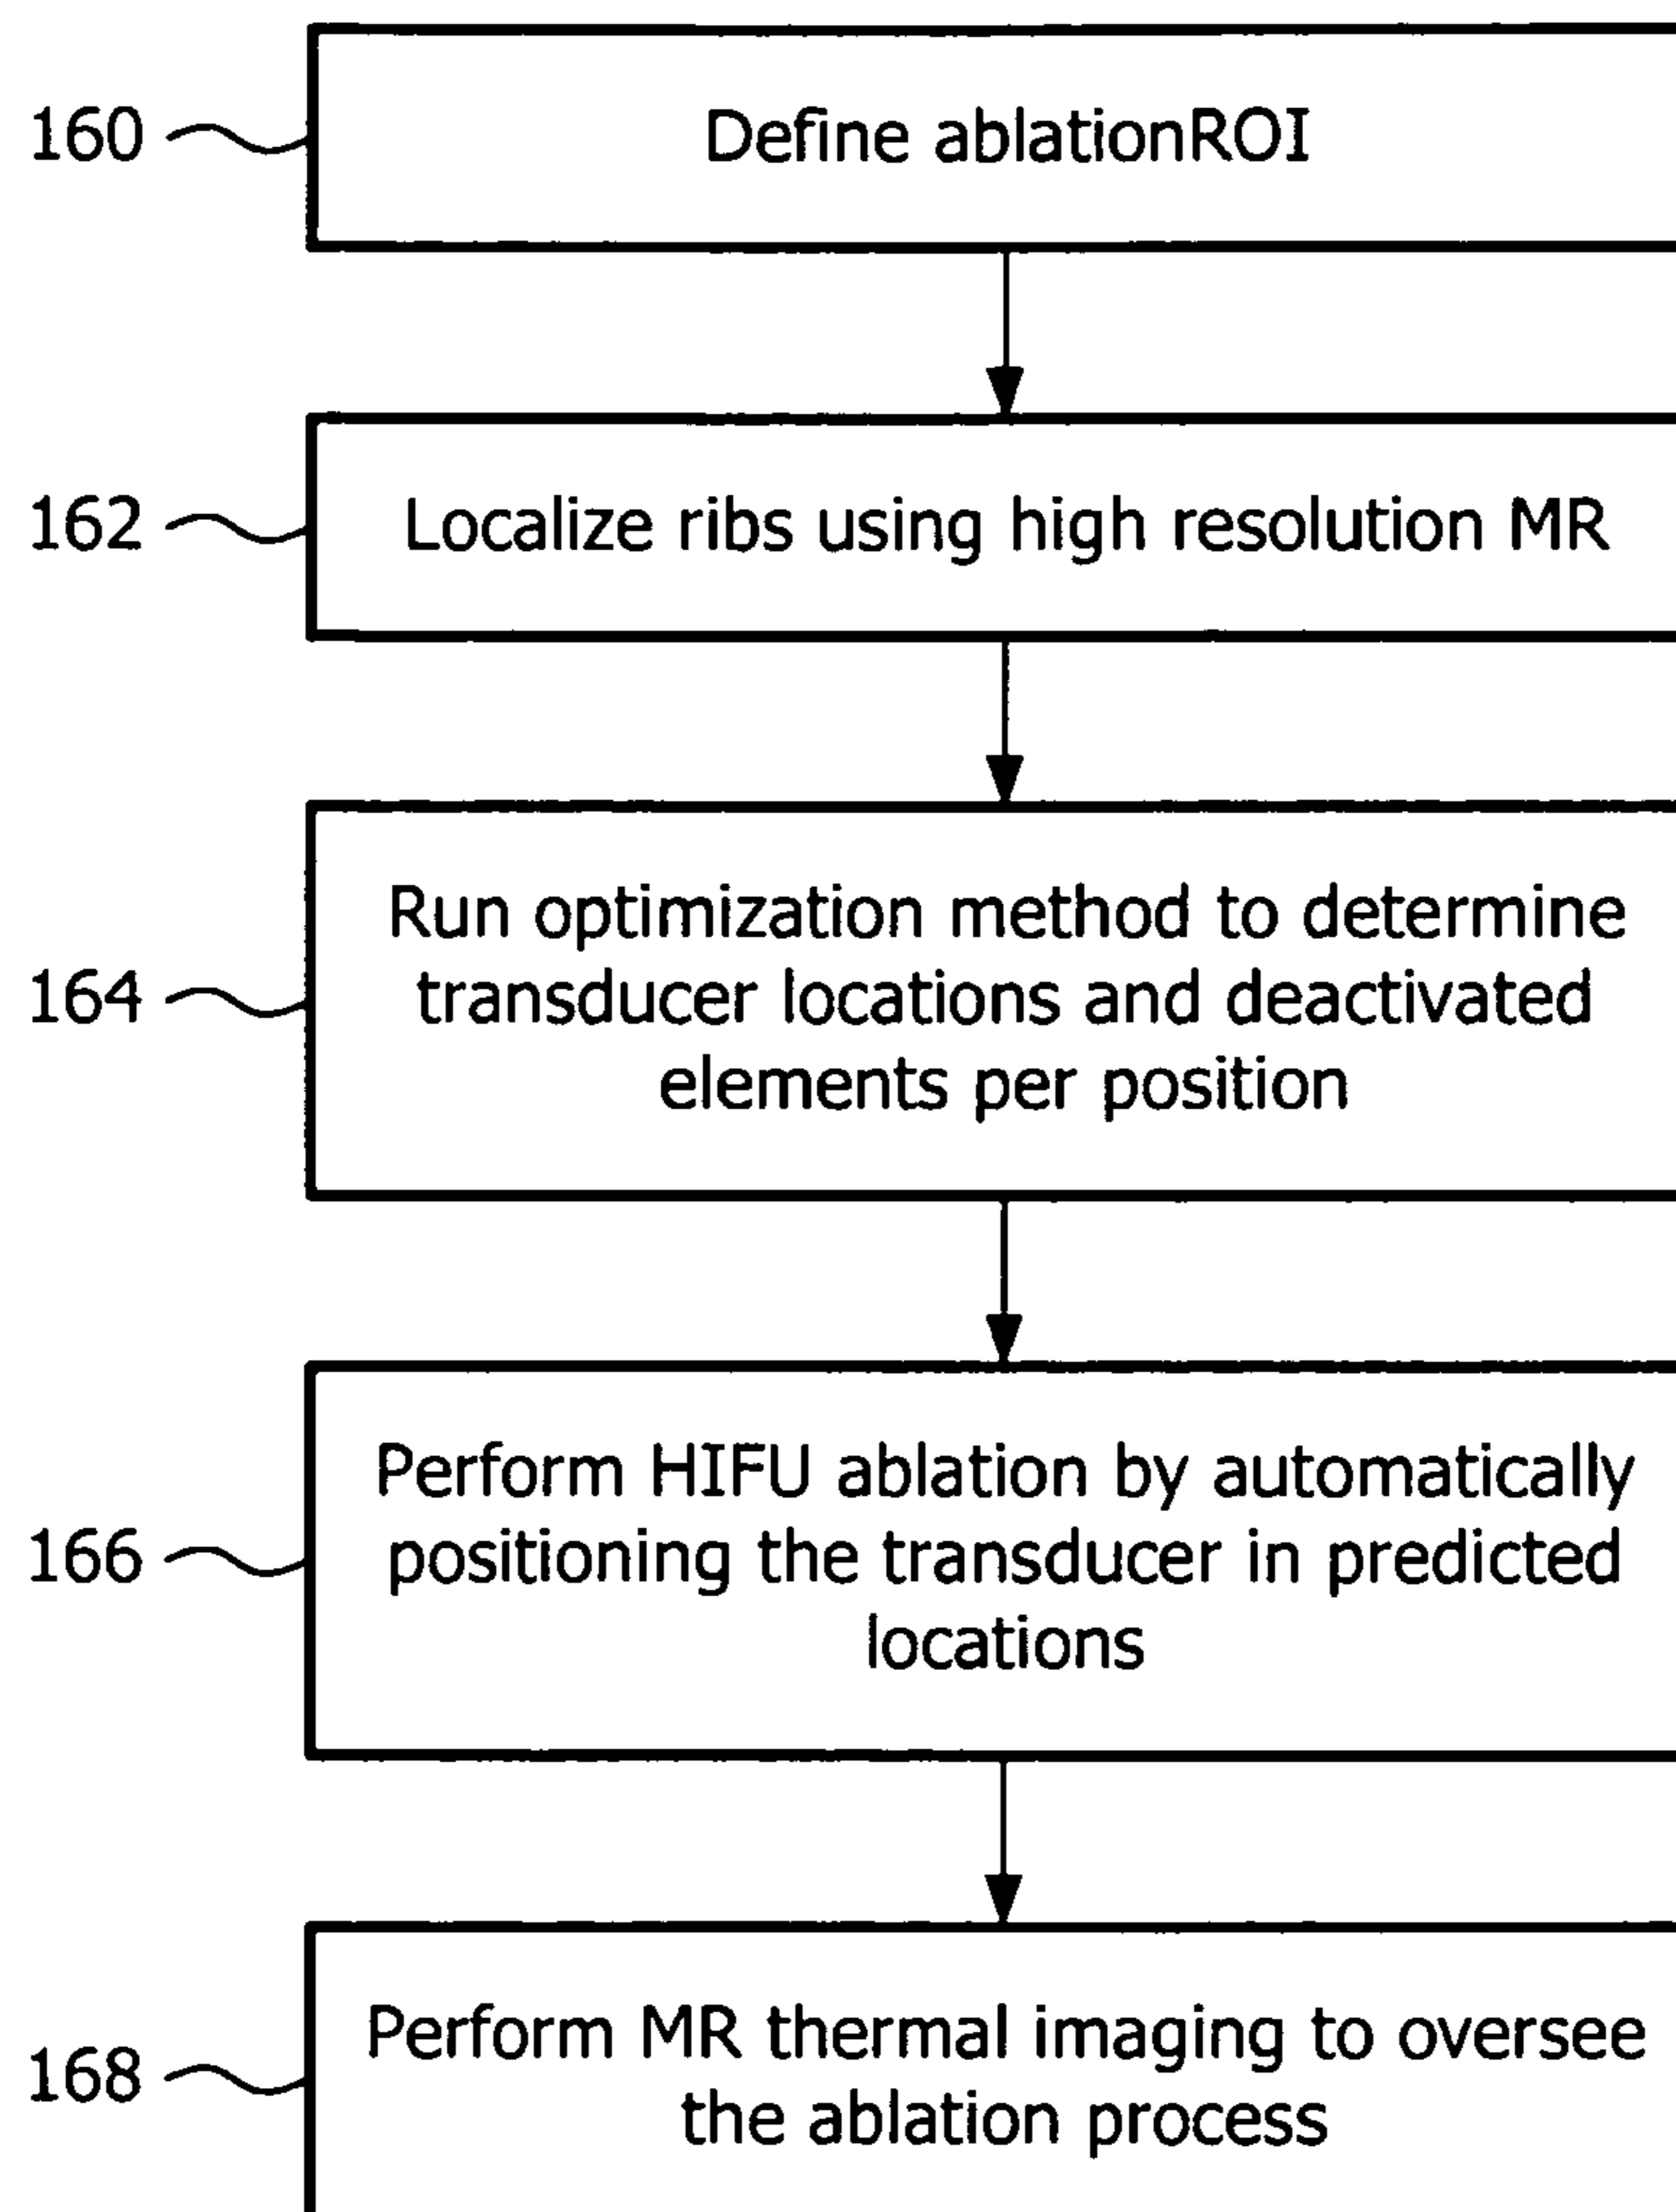 160
Define ablationROI
162
Localize ribs using high resolution MR
Run optimization method to determine
164
transducer locations and deactivated
elements per position
Perform HIFU ablation by automatically
166
positioning the transducer in predicted
locations
Perform MR thermal imaging to oversee
168
the ablation process